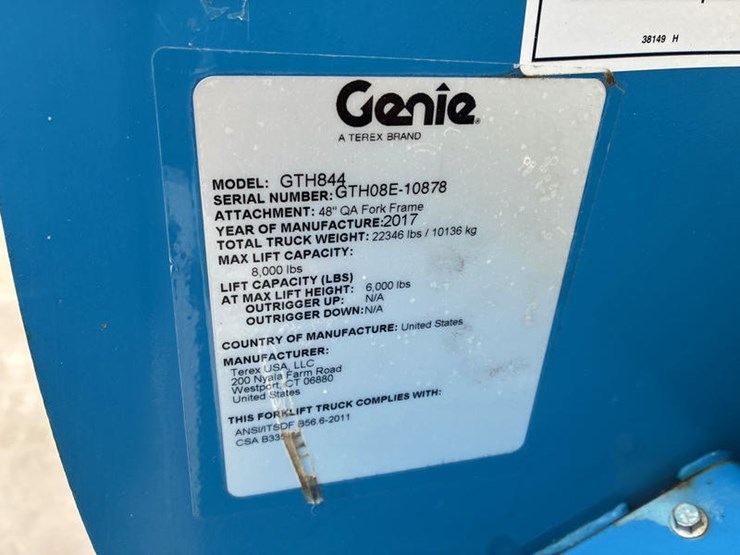 38149 H
Genie
A TEREX BRAND
MODEL: GTH844
SERIAL NUMBER: GTH08E-10878
ATTACHMENT: 48" QA Fork Frame
YEAR OF MANUFACTURE: 2017
TOTAL TRUCK WEIGHT: 22346 lbs / 10136 kg
MAX LIFT CAPACITY:
8,000 lbs
LIFT CAPACITY (LBS)
AT MAX LIFT HEIGHT: 6,000 lbs
OUTRIGGER UP: N/A
OUTRIGGER DOWN: N/A
COUNTRY OF MANUFACTURE: United States
MANUFACTURER:
Terex USA, LLC
200 Nyala Farm Road
Westport, CT 06880
United States
THIS FORKLIFT TRUCK COMPLIES WITH:
ANSI/ITSDF B56.6-2011
CSA